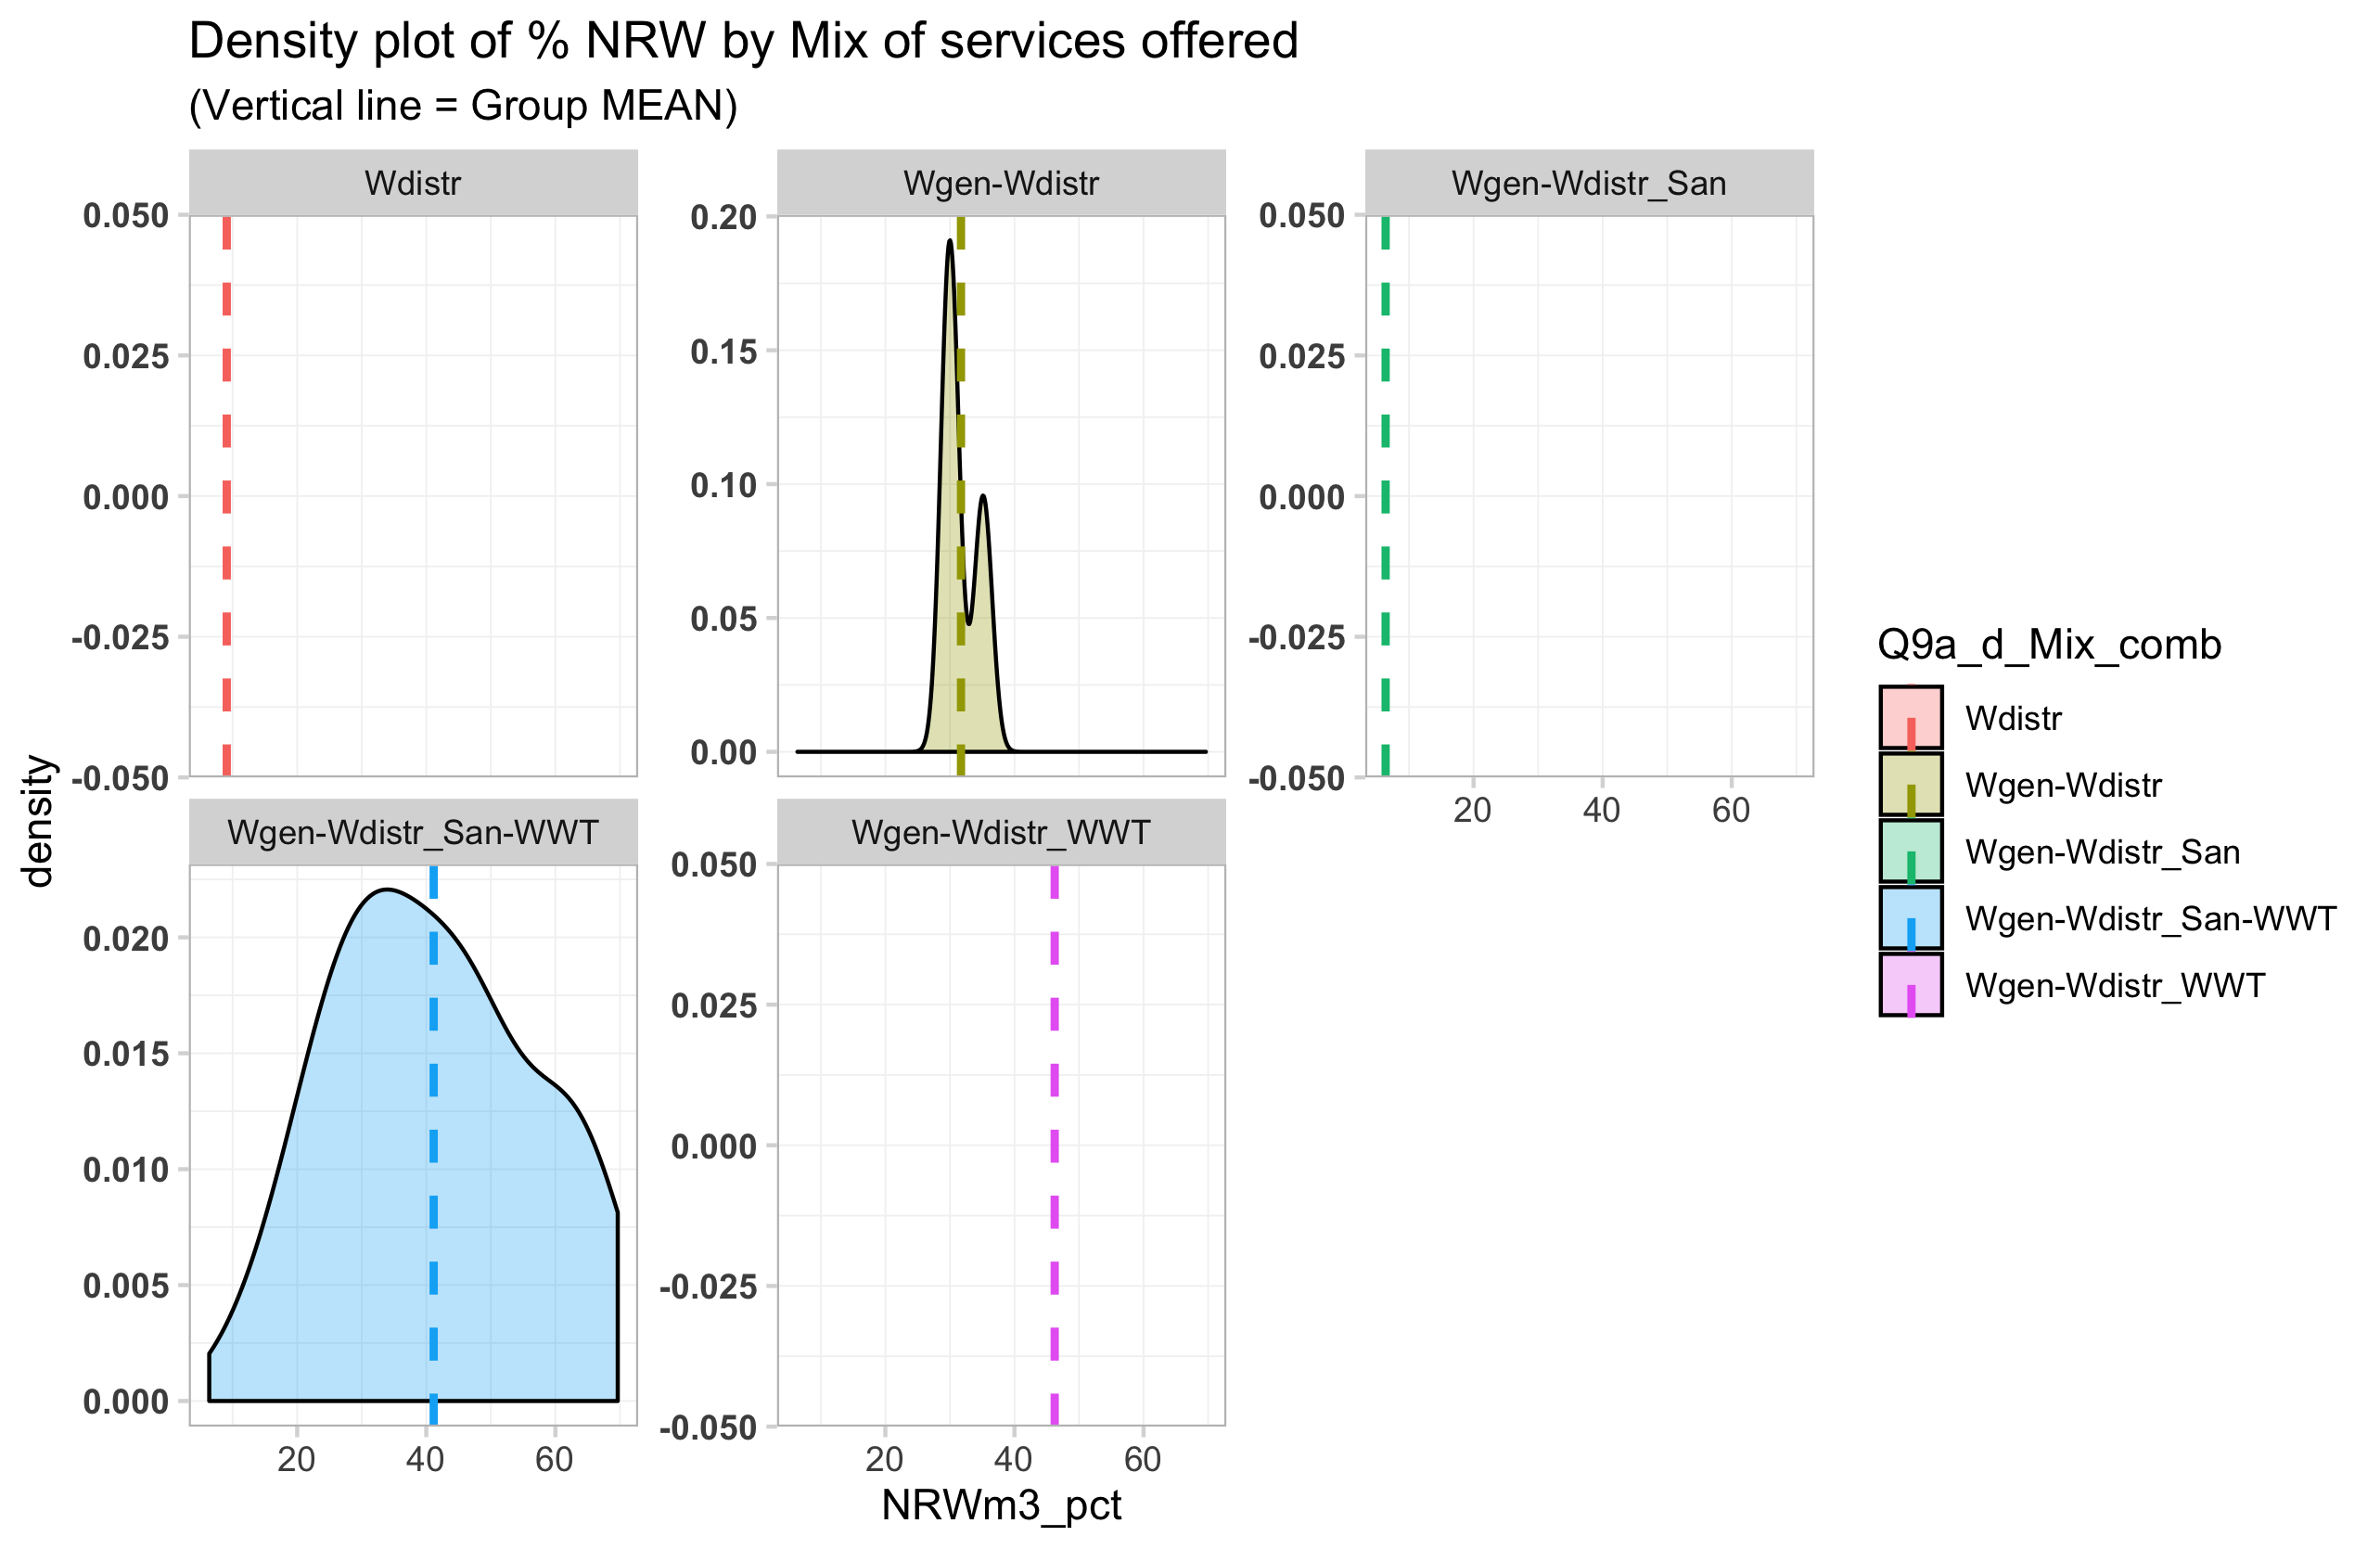 Density plot of % NRW by Mix of services offered
(Vertical line = Group MEAN)
Wdistr
Wgen-Wdistr
Wgen-Wdistr_San
0.050
0.025
0.000
-0.025
-0.050
0.20
0.15
0.10
0.05
0.00
0.050
0.025
0.000
-0.025
-0.050
20
40
60
Wgen-Wdistr_San-WWT
Wgen-Wdistr_WWT
0.020
0.015
0.010
0.005
0.000
0.050
0.025
0.000
-0.025
-0.050
20
40
60
20
40
60
density
NRWm3_pct
Q9a_d_Mix_comb
Wdistr
Wgen-Wdistr
Wgen-Wdistr_San
Wgen-Wdistr_San-WWT
Wgen-Wdistr_WWT